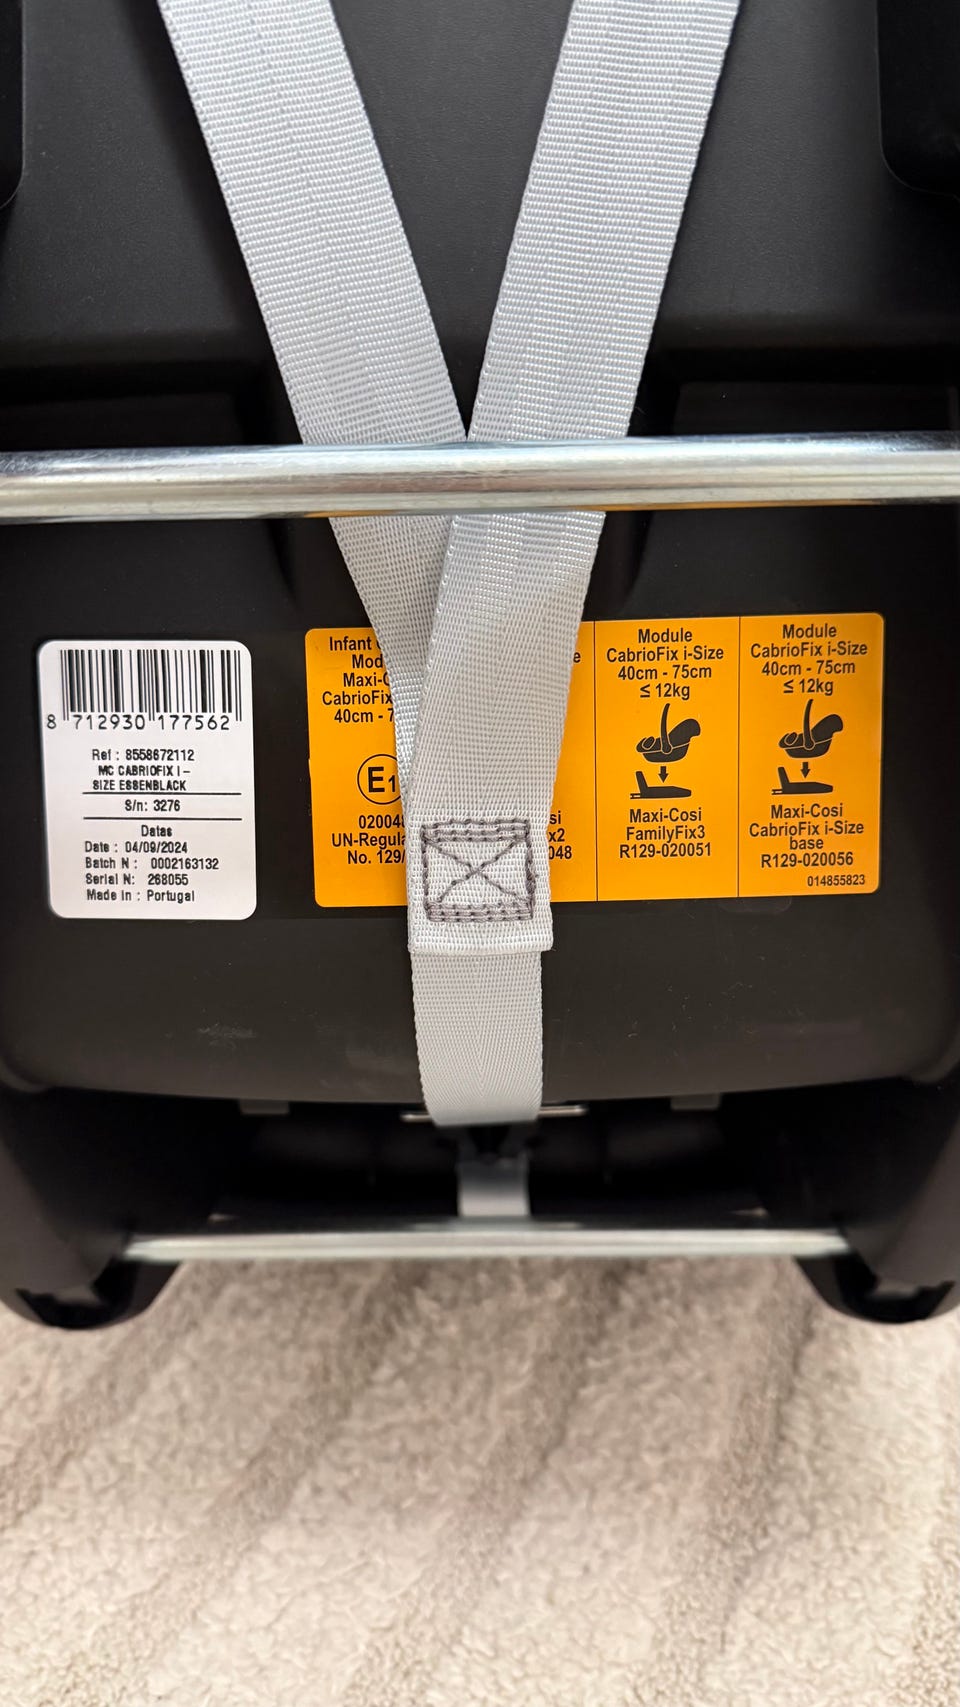 8 712930 177562
Ref : 8558672112
MC CABRIOFIX I-
SIZE ESSENBLACK
S/n: 3276
Datas
Date : 04/09/2024
Batch N : 0002163132
Serial N: 268055
Made in : Portugal
Infant
Maxi-
CabrioFix
40cm - 7
E1
02004
UN-Regula
No. 129/
x2
048
Module
CabrioFix i-Size
40cm - 75cm
≤ 12kg
Maxi-Cosi
FamilyFix3
R129-020051
Module
CabrioFix i-Size
40cm - 75cm
≤ 12kg
Maxi-Cosi
CabrioFix i-Size
base
R129-020056
014855823